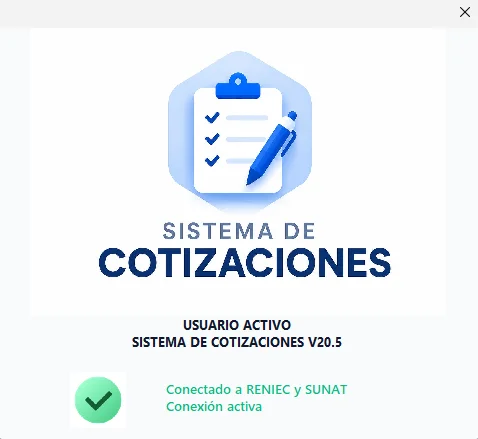 SISTEMA DE
COTIZACIONES
USUARIO ACTIVO
SISTEMA DE COTIZACIONES V20.5
Conectado a RENIEC y SUNAT
Conexión activa